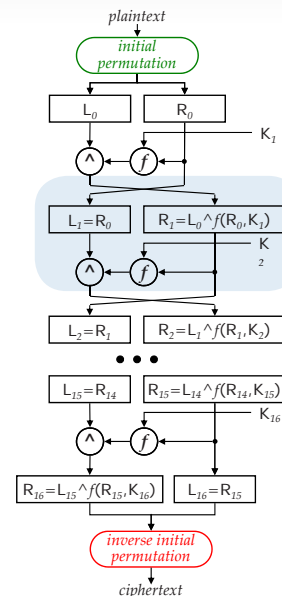 plaintext
initial
permutation
L₀ R₀
K₁
^ f
L₁=R₀ R₁=L₀^f(R₀,K₁)
K
₂
^ f
L₂=R₁ R₂=L₁^f(R₁,K₂)
● ● ●
L₁₅=R₁₄ R₁₅=L₁₄^f(R₁₄,K₁₅)
K₁₆
^ f
R₁₆=L₁₅^f(R₁₅,K₁₆) L₁₆=R₁₅
inverse initial
permutation
ciphertext